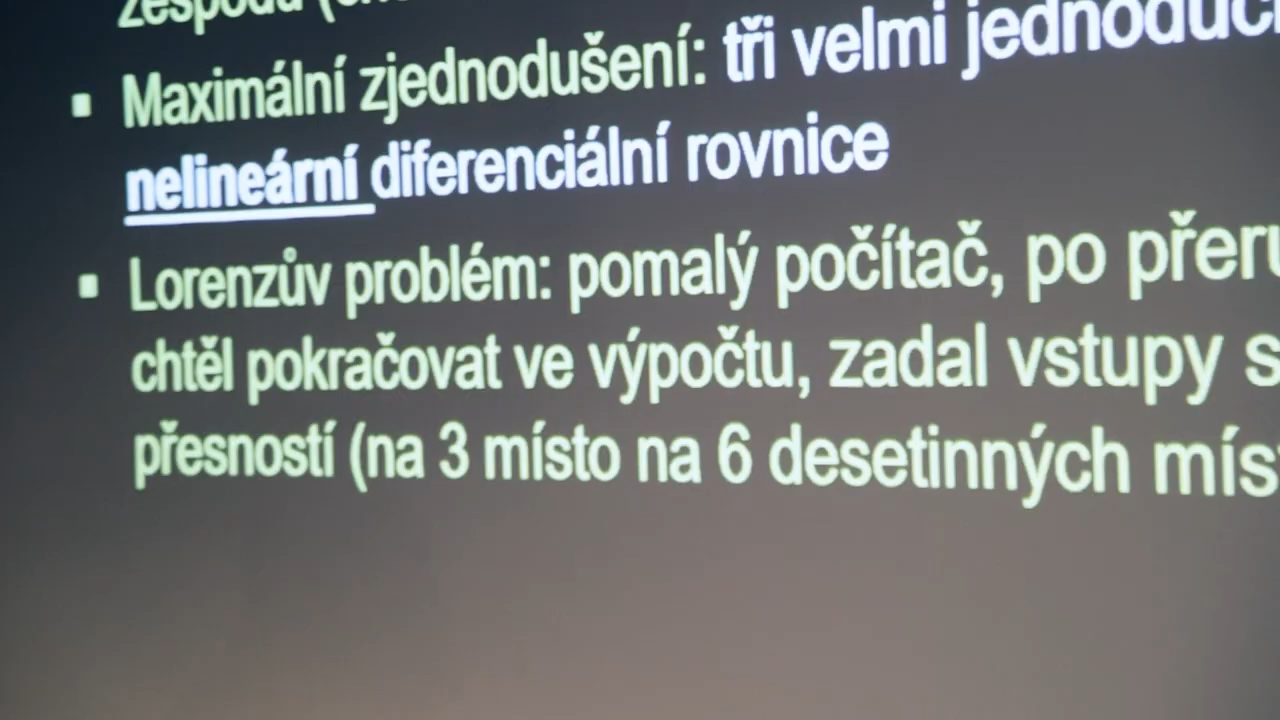 zespodu
Maximální zjednodušení: tři velmi
nelineární diferenciální rovnice
Lorenzův problém: pomalý počítač, po
chtěl pokračovat ve výpočtu, zadal vstupy
přesností (na 3 místo na 6 desetinných